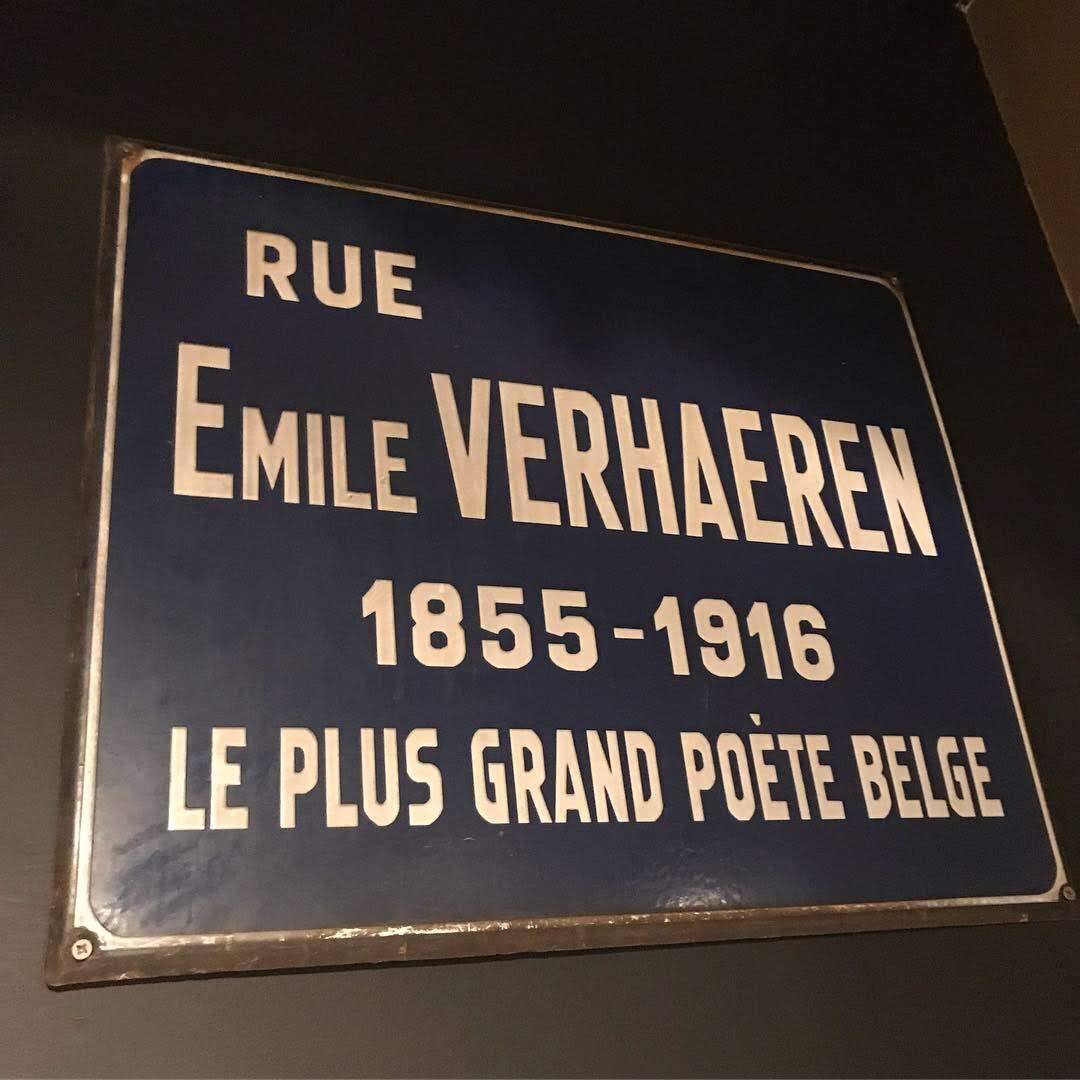 RUE
EMILE VERHAEREN
1855-1916
LE PLUS GRAND POÈTE BELGE